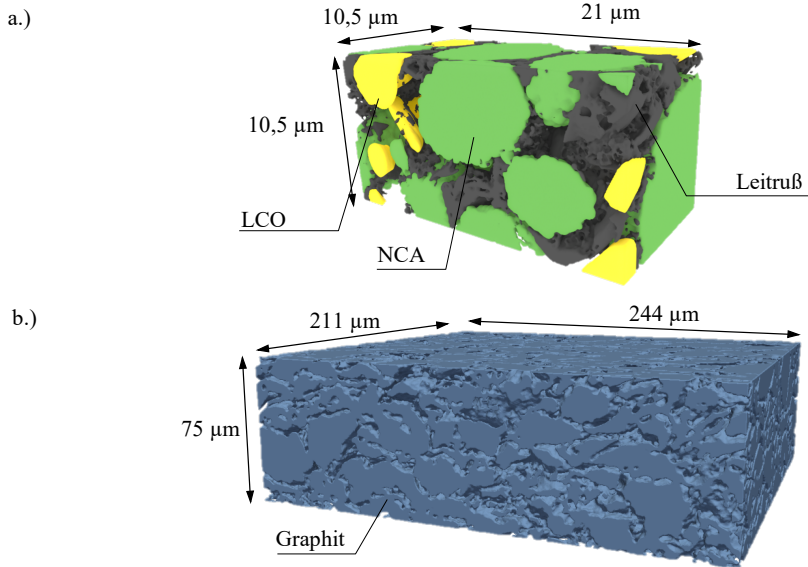 a.)
10,5 µm
21 µm
10,5 µm
Leitruß
LCO
NCA
b.)
211 µm
244 µm
75 µm
Graphit